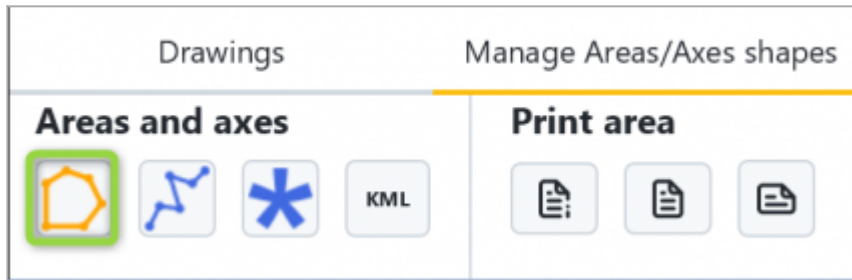 Drawings
Manage Areas/Axes shapes
Areas and axes
Print area
KML